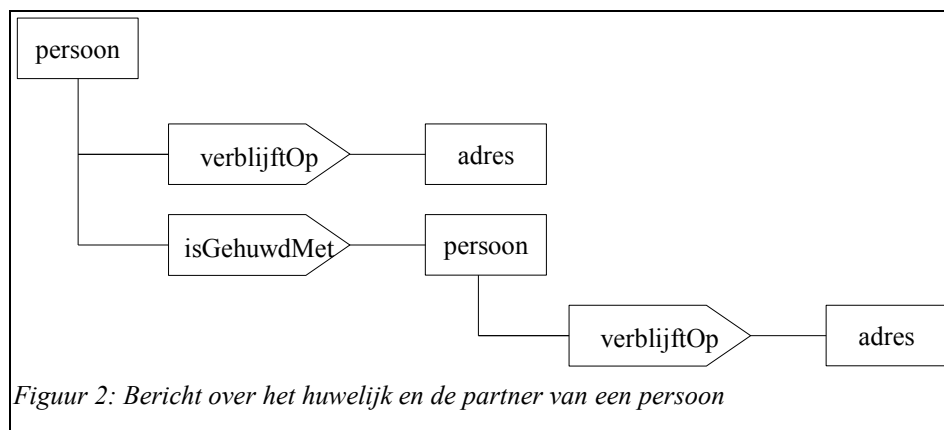 persoon
verblijftOp
adres
isGehuwdMet
persoon
verblijftOp
adres
Figuur 2: Bericht over het huwelijk en de partner van een persoon